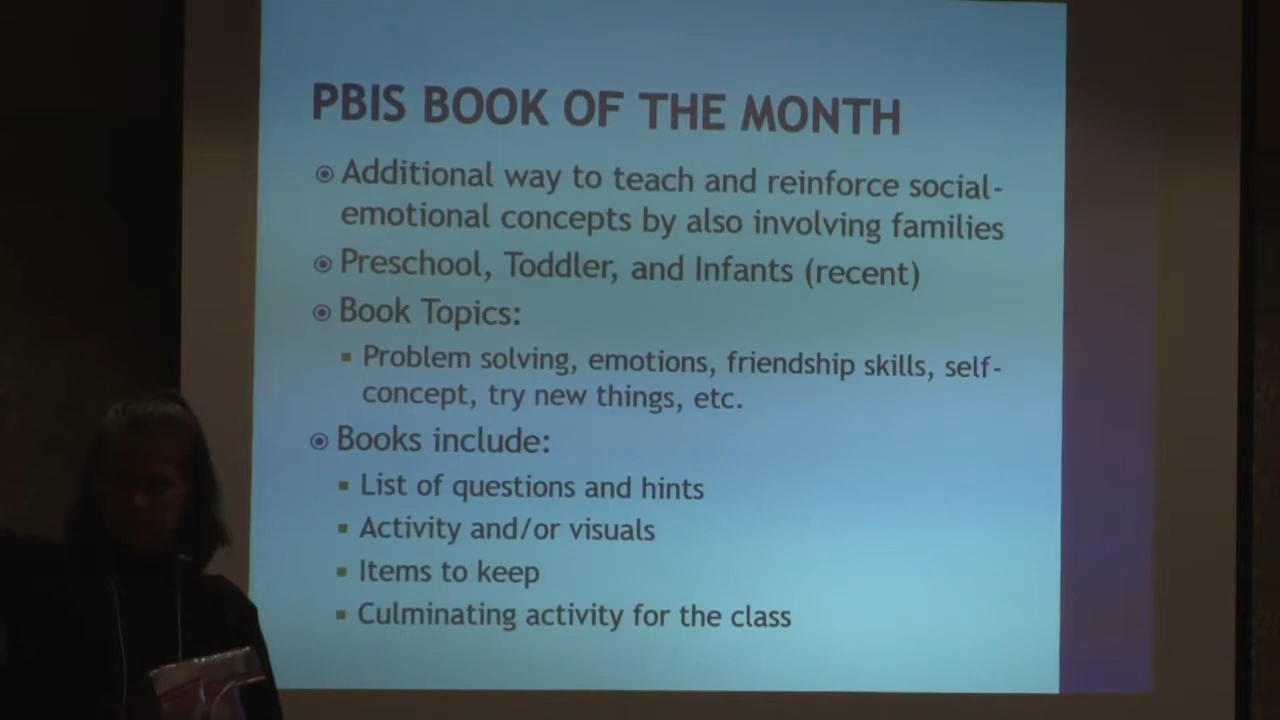 PBIS BOOK OF THE MONTH
Additional way to teach and reinforce social-
emotional concepts by also involving families
Preschool, Toddler, and Infants (recent)
Book Topics:
Problem solving, emotions, friendship skills, self-
concept, try new things, etc.
Books include:
List of questions and hints
Activity and/or visuals
Items to keep
Culminating activity for the class